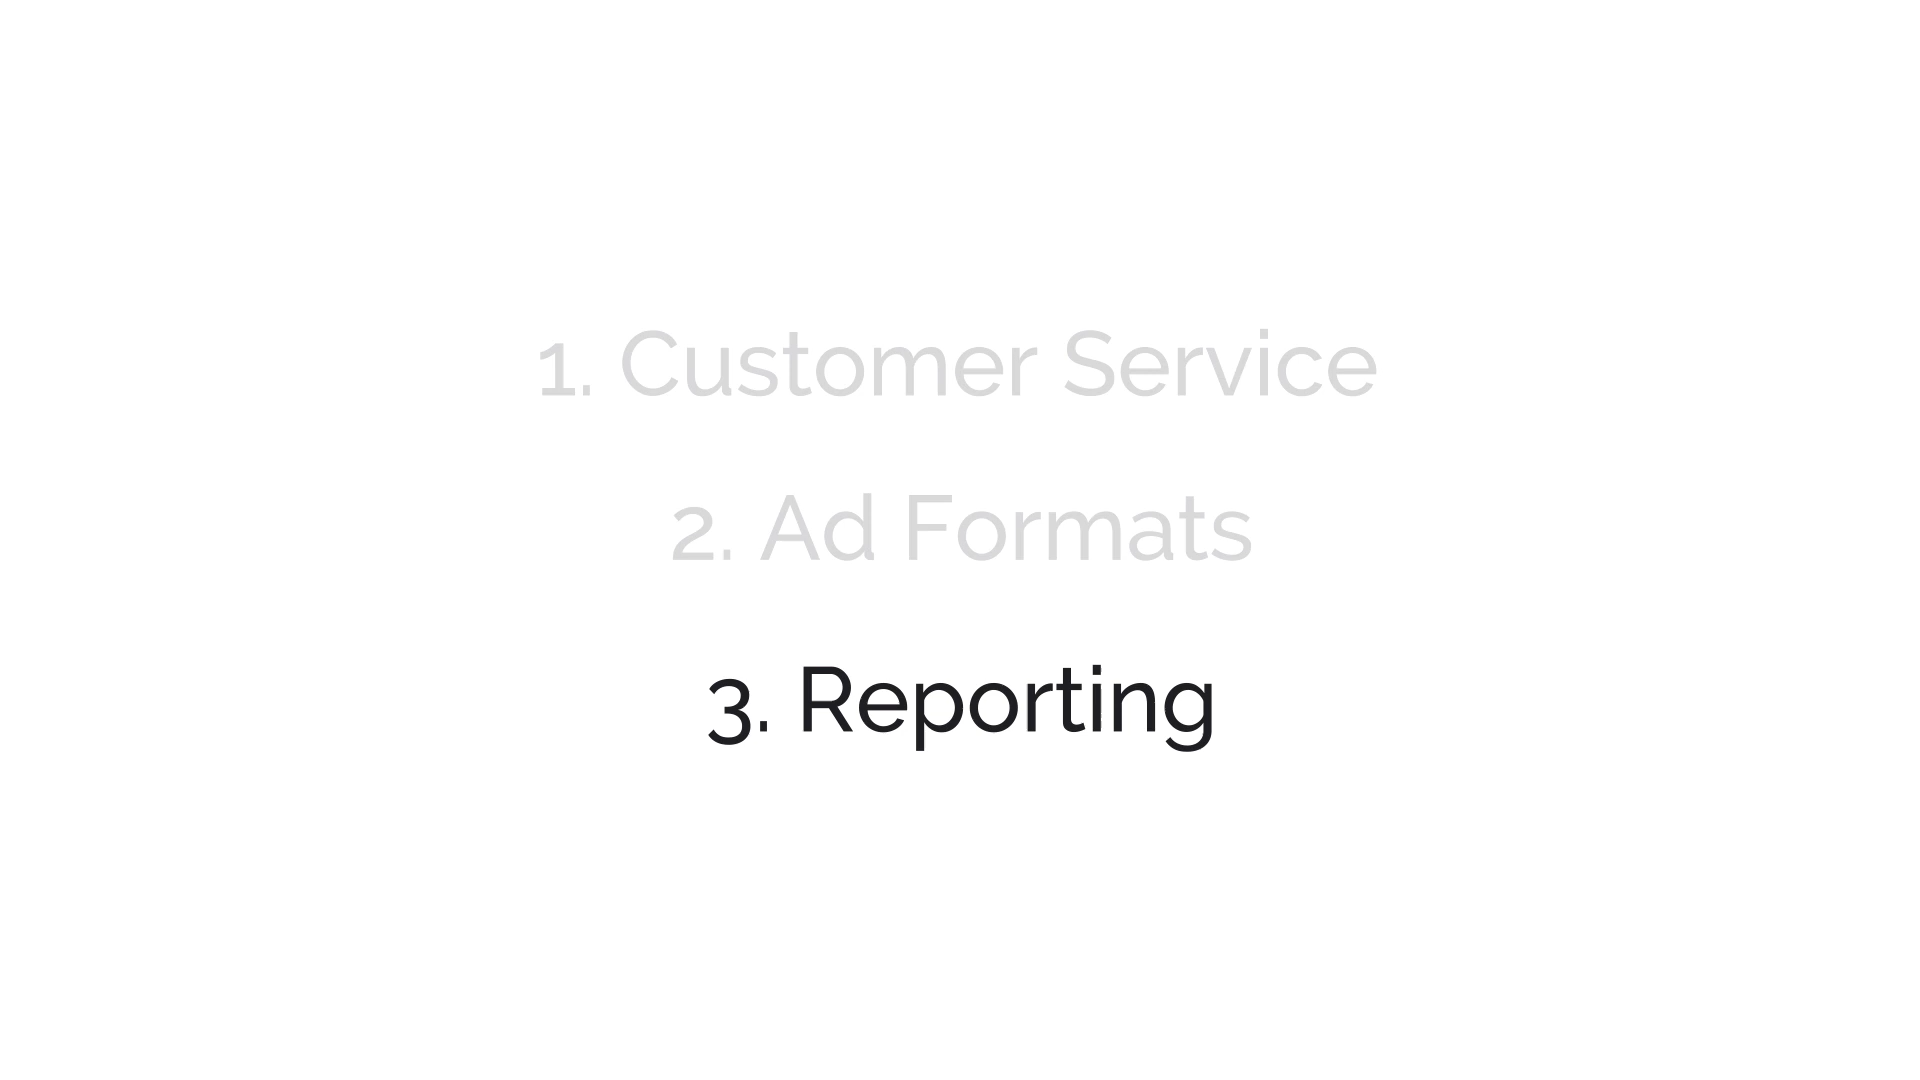 1. Customer Service
2. Ad Formats
3. Reporting